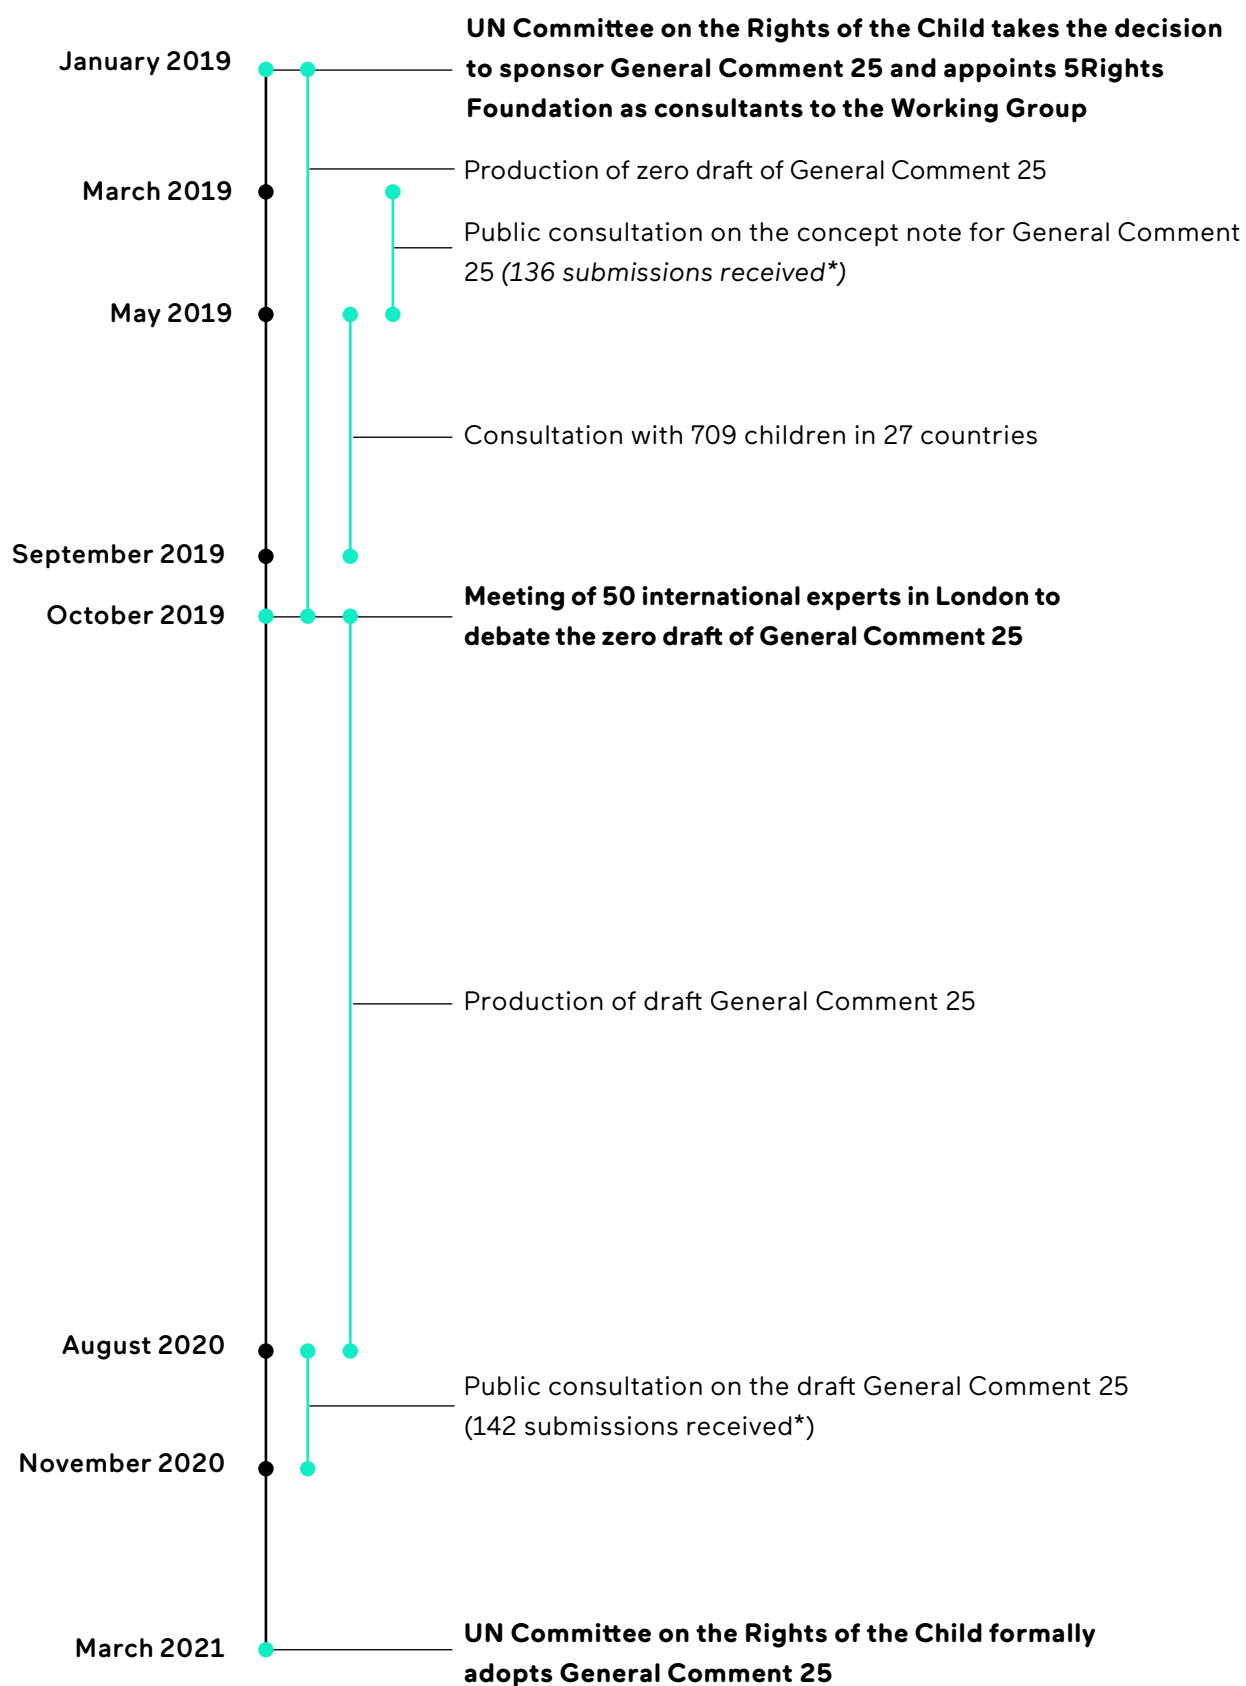 January 2019
UN Committee on the Rights of the Child takes the decision
to sponsor General Comment 25 and appoints 5Rights
Foundation as consultants to the Working Group
Production of zero draft of General Comment 25
March 2019
Public consultation on the concept note for General Comment
25 (136 submissions received*)
May 2019
Consultation with 709 children in 27 countries
September 2019
October 2019
Meeting of 50 international experts in London to
debate the zero draft of General Comment 25
Production of draft General Comment 25
August 2020
Public consultation on the draft General Comment 25
(142 submissions received*)
November 2020
March 2021
UN Committee on the Rights of the Child formally
adopts General Comment 25